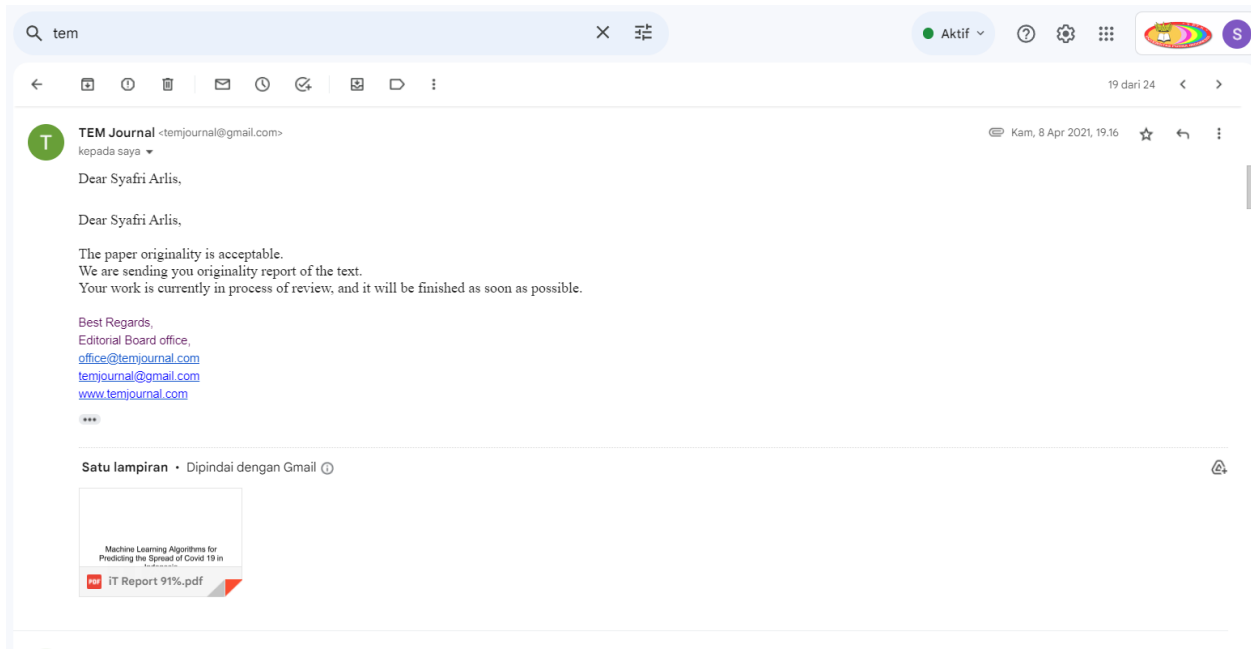 tem
Aktif
S
19 dari 24
T
TEM Journal <temjournal@gmail.com>
Kam, 8 Apr 2021, 19.16
kepada saya
Dear Syafri Arlis,
Dear Syafri Arlis,
The paper originality is acceptable.
We are sending you originality report of the text.
Your work is currently in process of review, and it will be finished as soon as possible.
Best Regards,
Editorial Board office,
office@temjournal.com
temjournal@gmail.com
www.temjournal.com
Satu lampiran • Dipindai dengan Gmail
Machine Learning Algorithms for
Predicting the Spread of Covid 19 in
Indonesia
PDF iT Report 91%.pdf